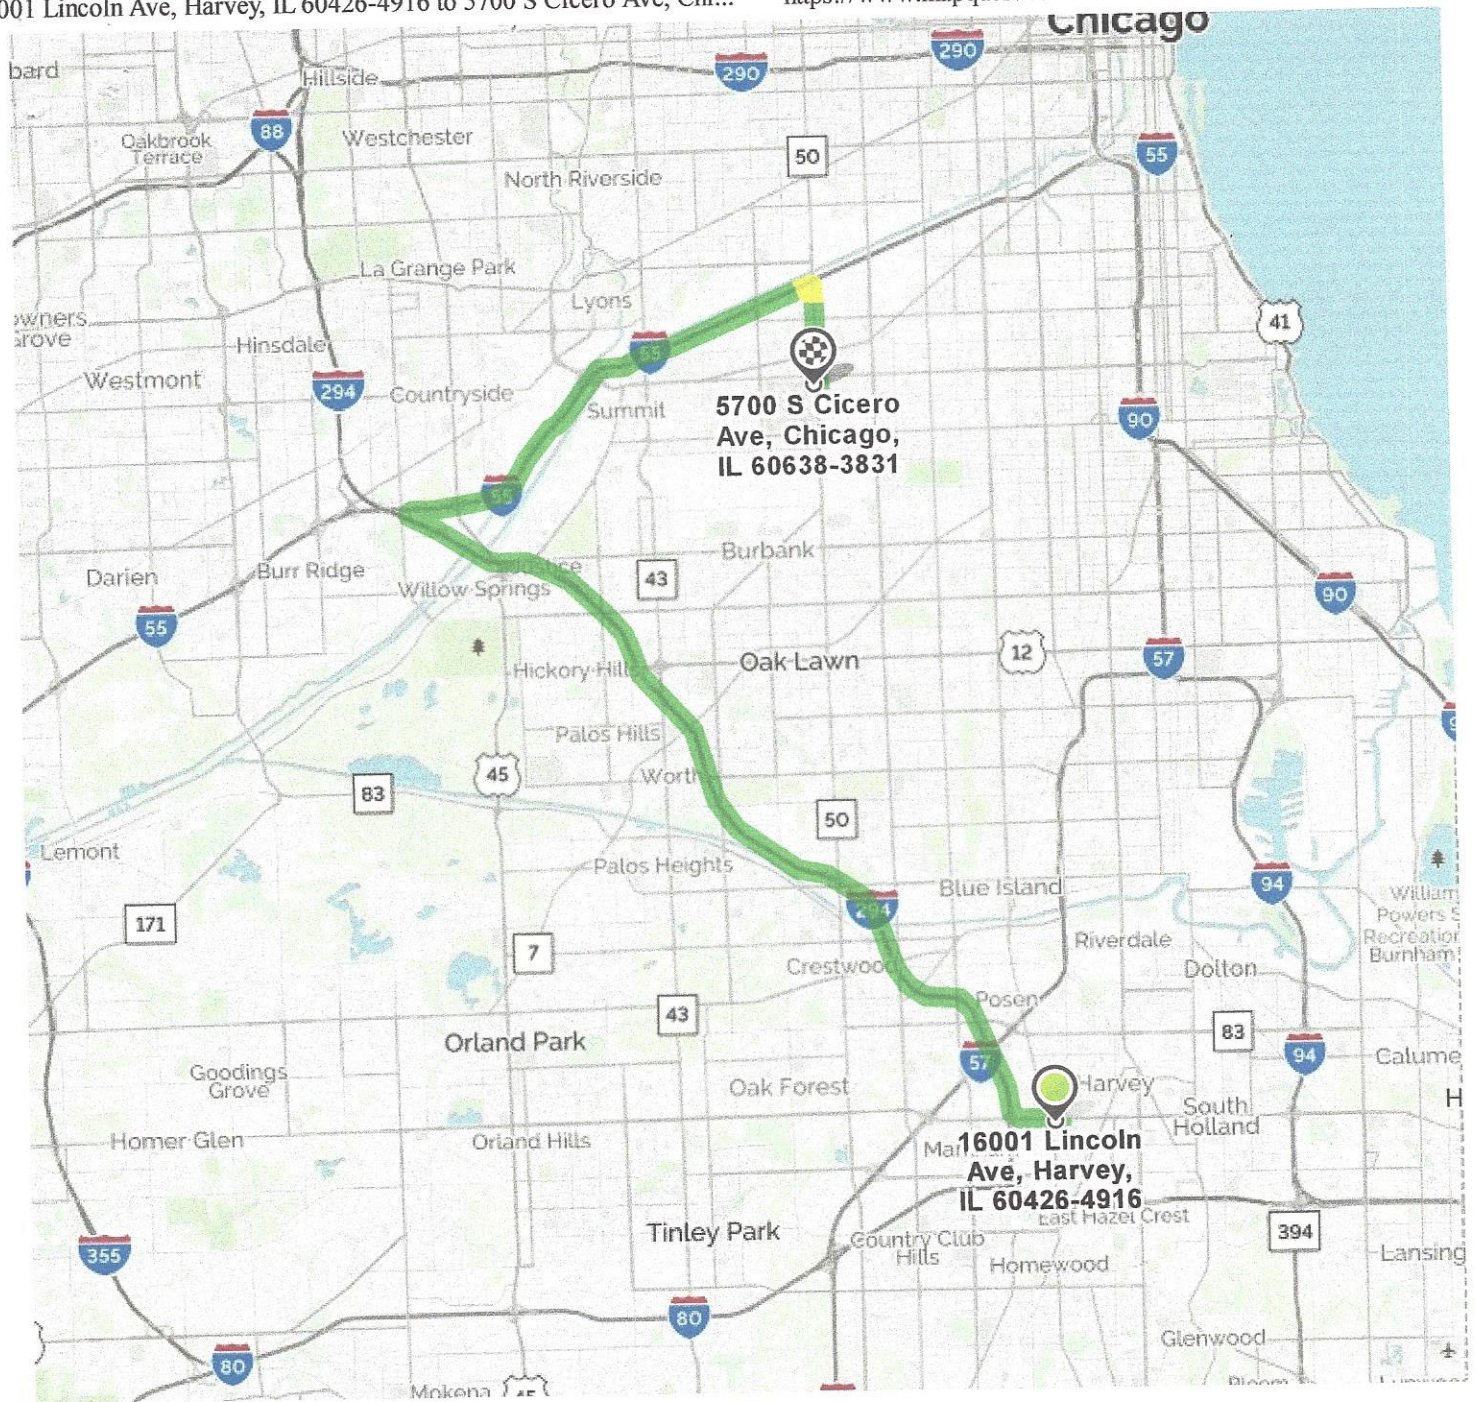 001 Lincoln Ave, Harvey, IL 60426-4916 to 5700 S Cicero Ave, Chi...
Chicago
bard
Hillside
290
290
88
Oakbrook
Terrace
Westchester
50
55
North Riverside
La Grange Park
Lyons
41
owners
Grove
Hinsdale
55
Westmont
294
Countryside
Summit
5700 S Cicero
Ave, Chicago,
IL 60638-3831
90
55
Burbank
Darien
Burr Ridge
Willow Springs
43
90
55
Hickory Hills
Oak Lawn
12
57
Palos Hills
Worth
45
83
50
Lemont
Palos Heights
Blue Island
94
171
294
William
Powers S
Recreation
Burnham
7
Crestwood
Riverdale
Dolton
Posen
43
Orland Park
83
57
94
Calume
Goodings
Grove
Oak Forest
Harvey
South
Holland
H
Homer Glen
Orland Hills
16001 Lincoln
Ave, Harvey,
IL 60426-4916
East Hazel Crest
Tinley Park
Country Club
Hills
394
355
Lansing
Homewood
80
Glenwood
80
Mokena
45